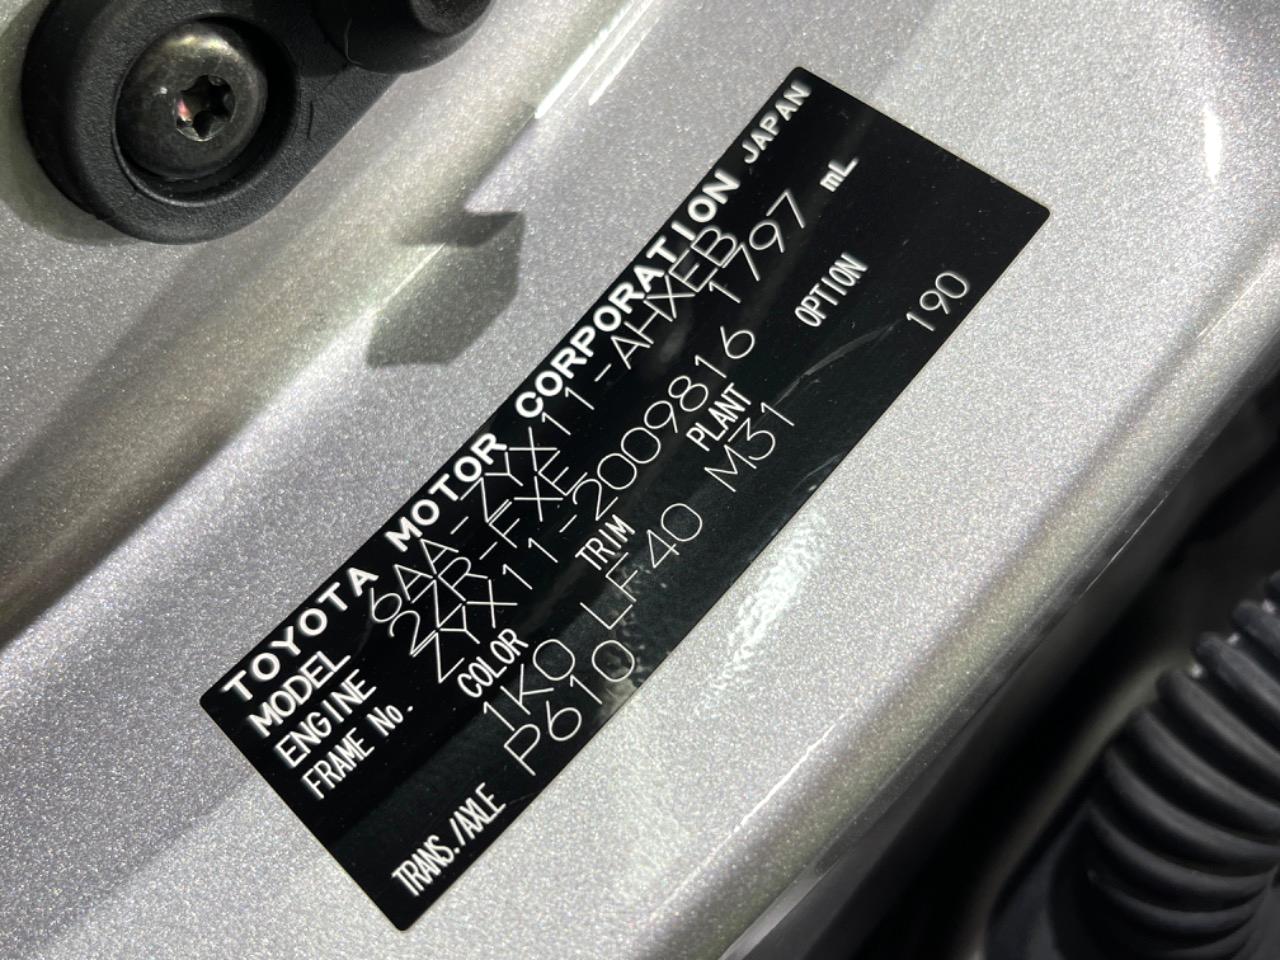 TOYOTA MOTOR CORPORATION JAPAN
MODEL 6AA-ZYX11-AHXEB
ENGINE 2ZR-FXE 1797 mL
FRAME No. ZYX11-2009816
COLOR TRIM PLANT OPTION
1K0 LF40 M31 190
TRANS./AXLE P610